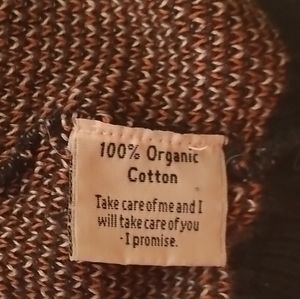 100% Organic
Cotton
Take care of me and I
will take care of you
- I promise.